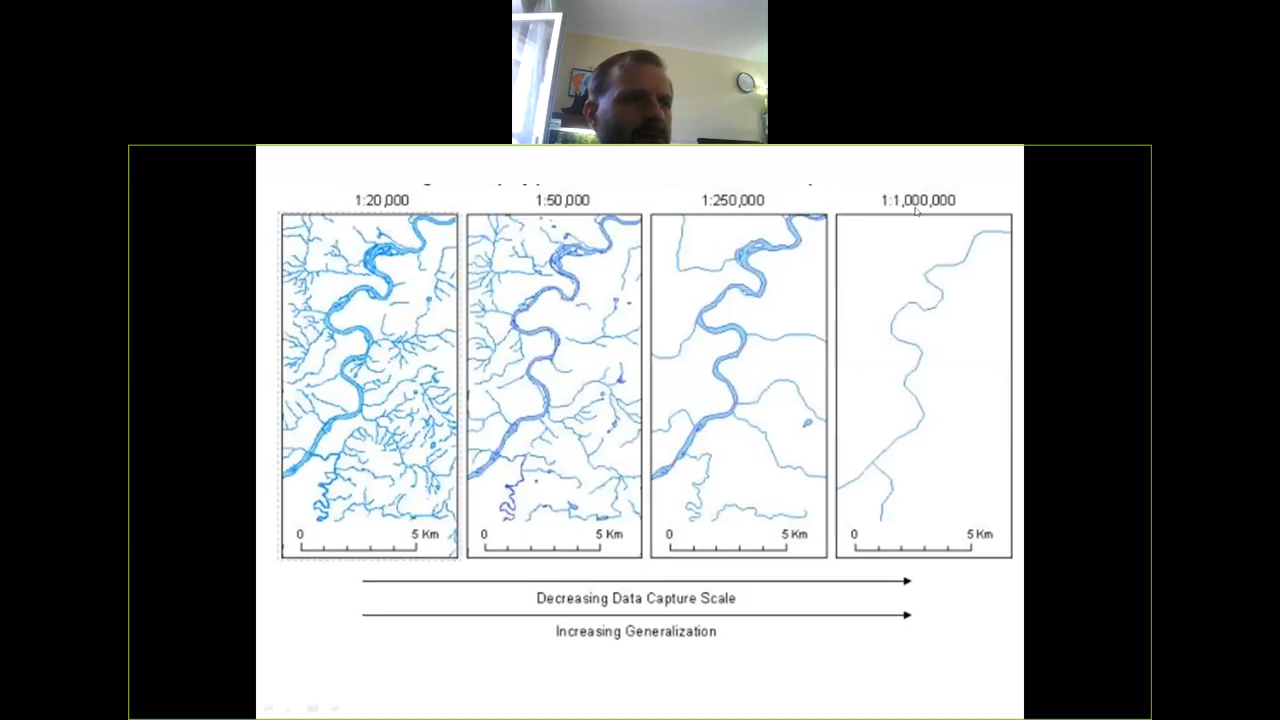 1:20,000 1:50,000 1:250,000 1:1,000,000
0 5 Km 0 5 Km 0 5 Km 0 5 Km
Decreasing Data Capture Scale
Increasing Generalization